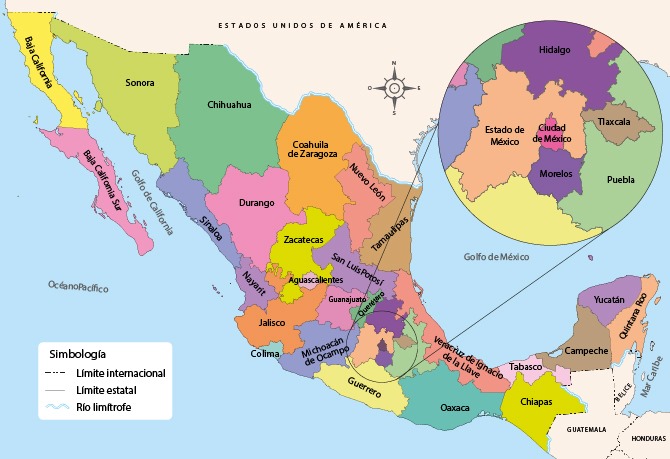 ESTADOS UNIDOS DE AMÉRICA
Baja California
Sonora
Chihuahua
Coahuila
de Zaragoza
Nuevo León
Tamaulipas
Baja California Sur
Golfo de California
Sinaloa
Durango
Zacatecas
San Luis Potosí
Nayarit
Aguascalientes
Guanajuato
Querétaro
Jalisco
Colima
Michoacán
de Ocampo
Guerrero
Veracruz de Ignacio
de la Llave
Oaxaca
Tabasco
Chiapas
Campeche
Yucatán
Quintana Roo
BELICE
GUATEMALA
HONDURAS
Mar Caribe
Golfo de México
Océano Pacífico
N
O
E
S
Hidalgo
Tlaxcala
Estado de
México
Ciudad
de México
Morelos
Puebla
Simbología
Límite internacional
Límite estatal
Río limítrofe